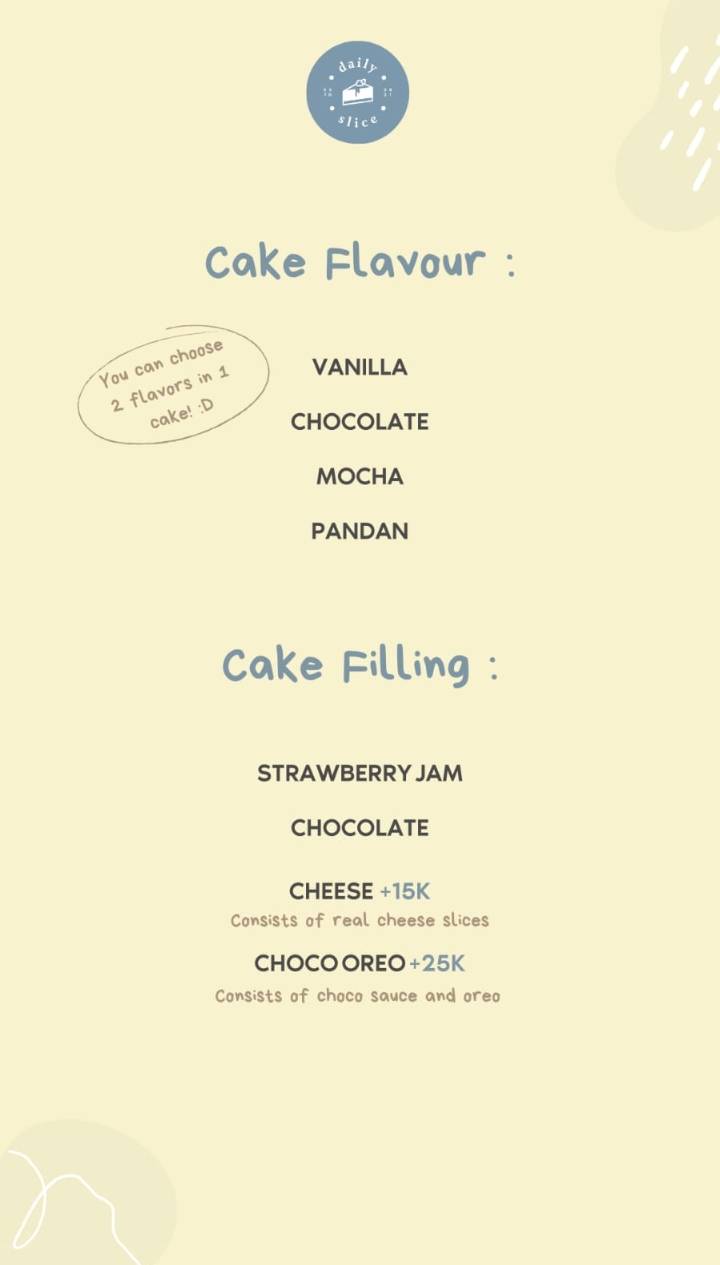 daily
slice
Cake Flavour :
You can choose
2 flavors in 1
cake! :D
VANILLA
CHOCOLATE
MOCHA
PANDAN
Cake Filling :
STRAWBERRY JAM
CHOCOLATE
CHEESE +15K
Consists of real cheese slices
CHOCO OREO +25K
Consists of choco sauce and oreo